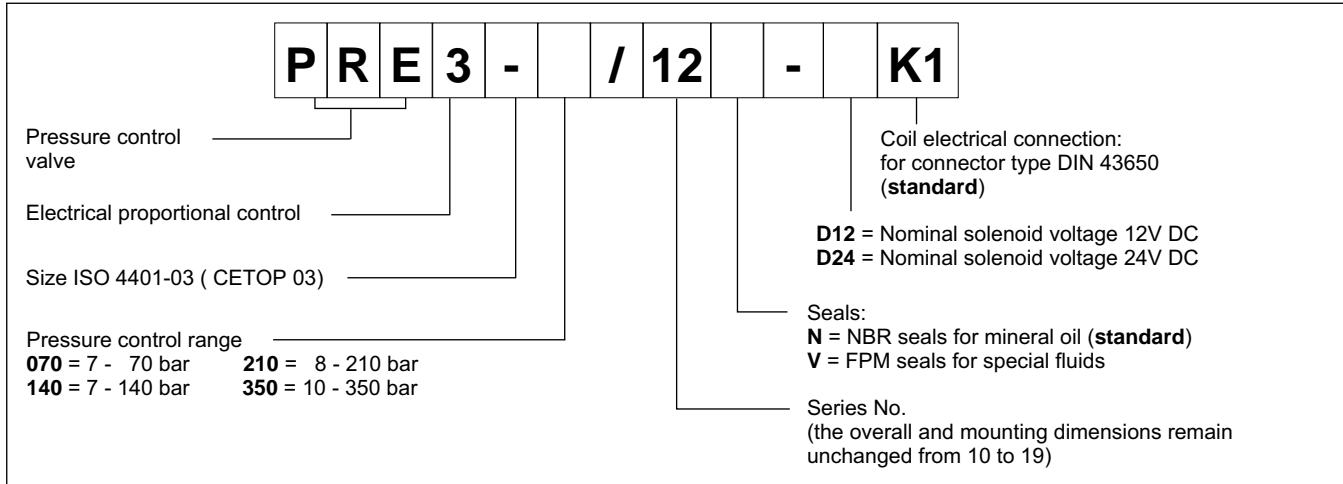 PRE3- /12 - K1
Pressure control
valve
Electrical proportional control
Size ISO 4401-03 ( CETOP 03)
Pressure control range
070 = 7 - 70 bar 210 = 8 - 210 bar
140 = 7 - 140 bar 350 = 10 - 350 bar
Coil electrical connection:
for connector type DIN 43650
(standard)
D12 = Nominal solenoid voltage 12V DC
D24 = Nominal solenoid voltage 24V DC
Seals:
N = NBR seals for mineral oil (standard)
V = FPM seals for special fluids
Series No.
(the overall and mounting dimensions remain
unchanged from 10 to 19)